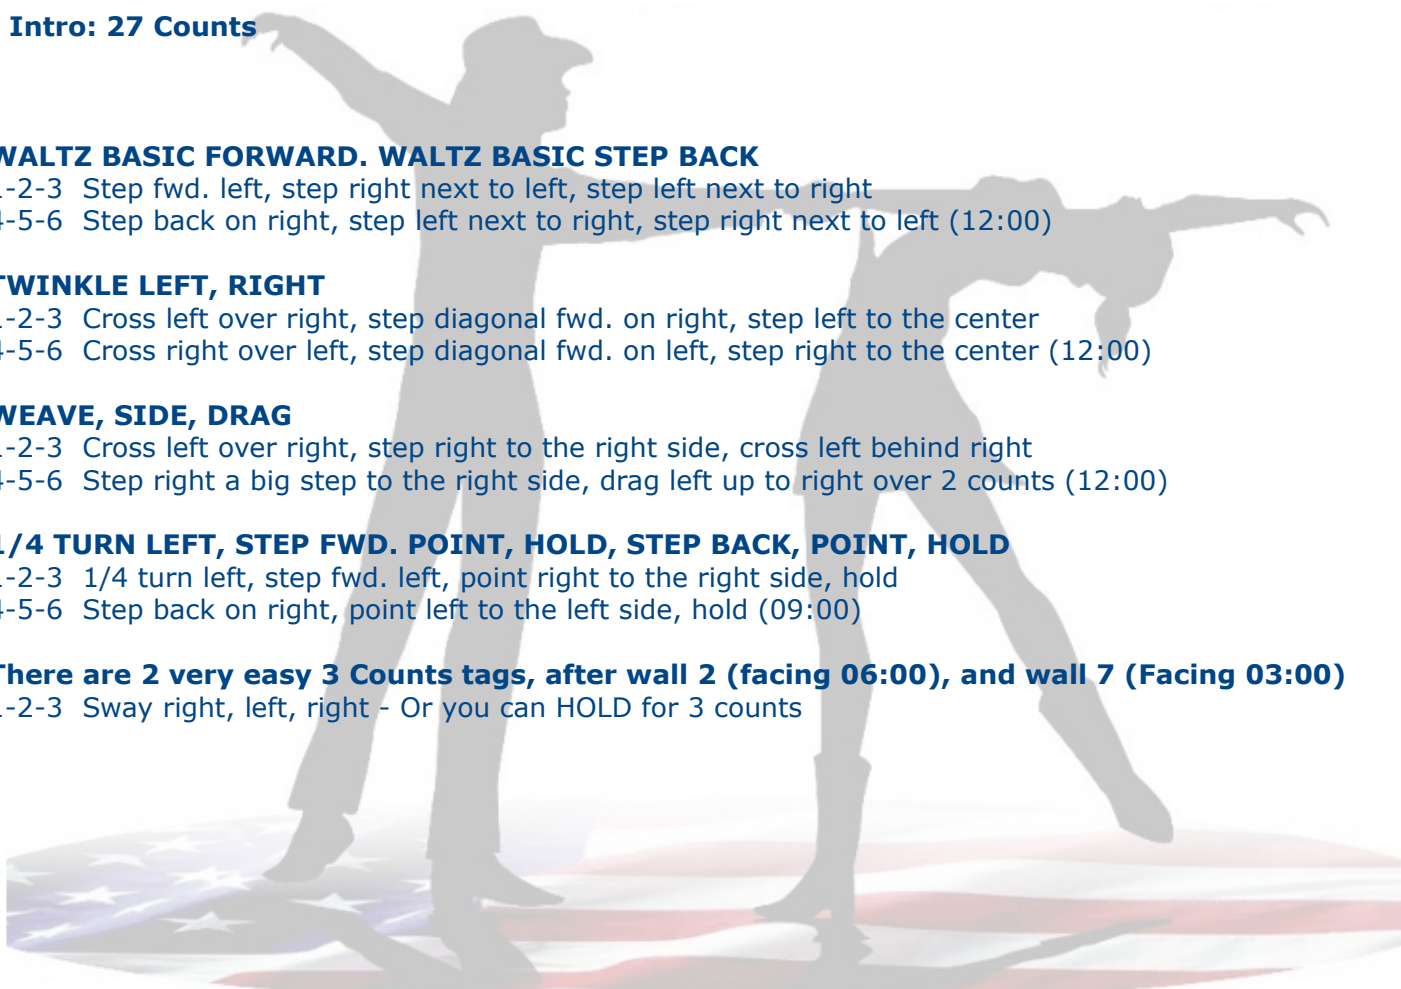 Intro: 27 Counts
WALTZ BASIC FORWARD. WALTZ BASIC STEP BACK
1-2-3 Step fwd. left, step right next to left, step left next to right
4-5-6 Step back on right, step left next to right, step right next to left (12:00)
TWINKLE LEFT, RIGHT
1-2-3 Cross left over right, step diagonal fwd. on right, step left to the center
4-5-6 Cross right over left, step diagonal fwd. on left, step right to the center (12:00)
WEAVE, SIDE, DRAG
1-2-3 Cross left over right, step right to the right side, cross left behind right
4-5-6 Step right a big step to the right side, drag left up to right over 2 counts (12:00)
1/4 TURN LEFT, STEP FWD. POINT, HOLD, STEP BACK, POINT, HOLD
1-2-3 1/4 turn left, step fwd. left, point right to the right side, hold
4-5-6 Step back on right, point left to the left side, hold (09:00)
There are 2 very easy 3 Counts tags, after wall 2 (facing 06:00), and wall 7 (Facing 03:00)
1-2-3 Sway right, left, right - Or you can HOLD for 3 counts